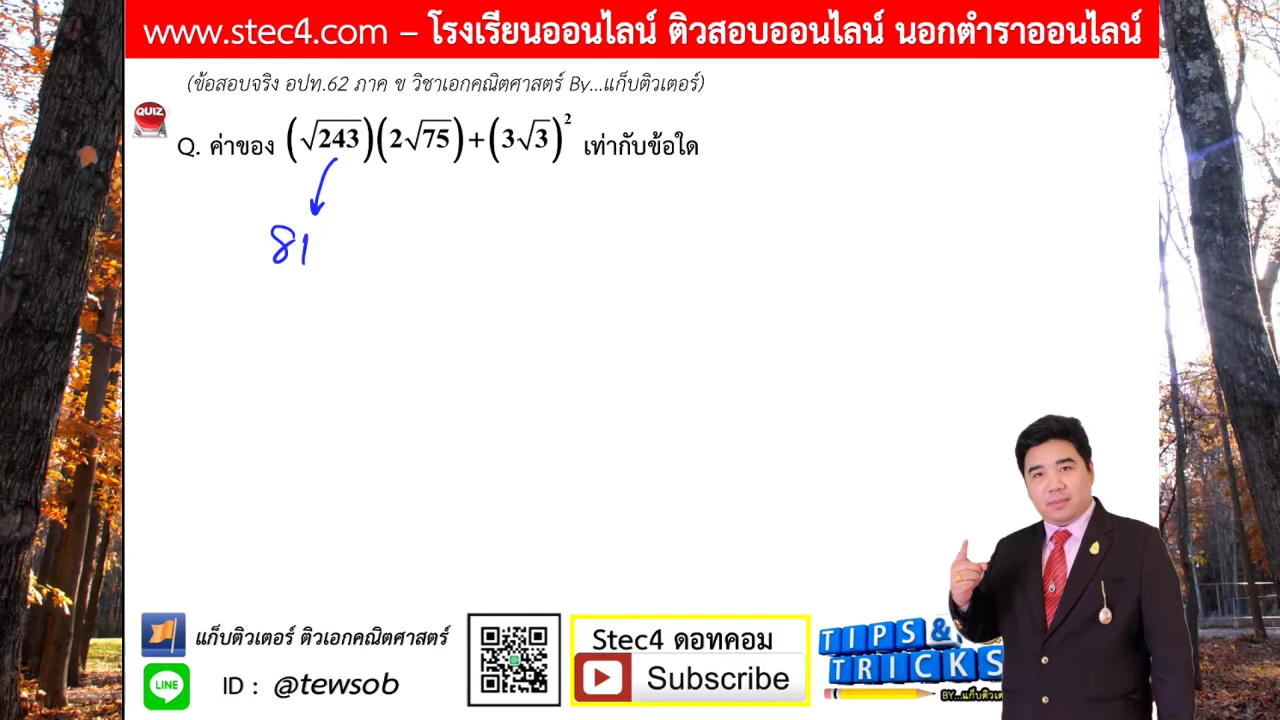 www.stec4.com – โรงเรียนออนไลน์ ติวสอบออนไลน์ นอกตำราออนไลน์
(ข้อสอบจริง อปท.62 ภาค ข วิชาเอกคณิตศาสตร์ By...แก็บติวเตอร์)
QUIZ
Q. ค่าของ (√243)(2√75)+(3√3)² เท่ากับข้อใด
81
แก็บติวเตอร์ ติวเอกคณิตศาสตร์
LINE
ID : @tewsob
Stec4 ดอทคอม
Subscribe
TIPS &
TRICKS